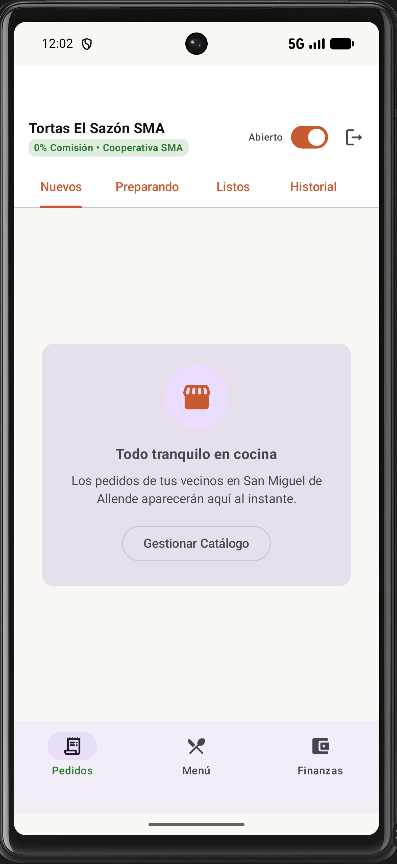 12:02
5G
Tortas El Sazón SMA
0% Comisión • Cooperativa SMA
Abierto
Nuevos
Preparando
Listos
Historial
Todo tranquilo en cocina
Los pedidos de tus vecinos en San Miguel de
Allende aparecerán aquí al instante.
Gestionar Catálogo
Pedidos
Menú
Finanzas